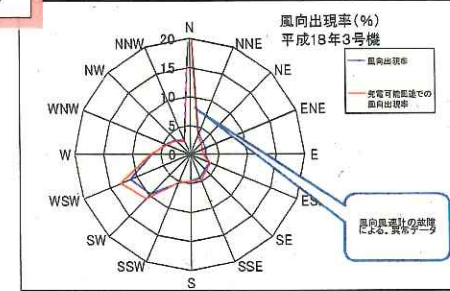 風向出現率(%)
平成18年3号機
N
NNE
NE
ENE
E
SE
SSE
S
SSW
SW
WSW
W
WNW
NW
NNW
20
15
10
5
0
風向出現率
発電可能風速での
風向出現率
風向風速計の故障
による、異常データ